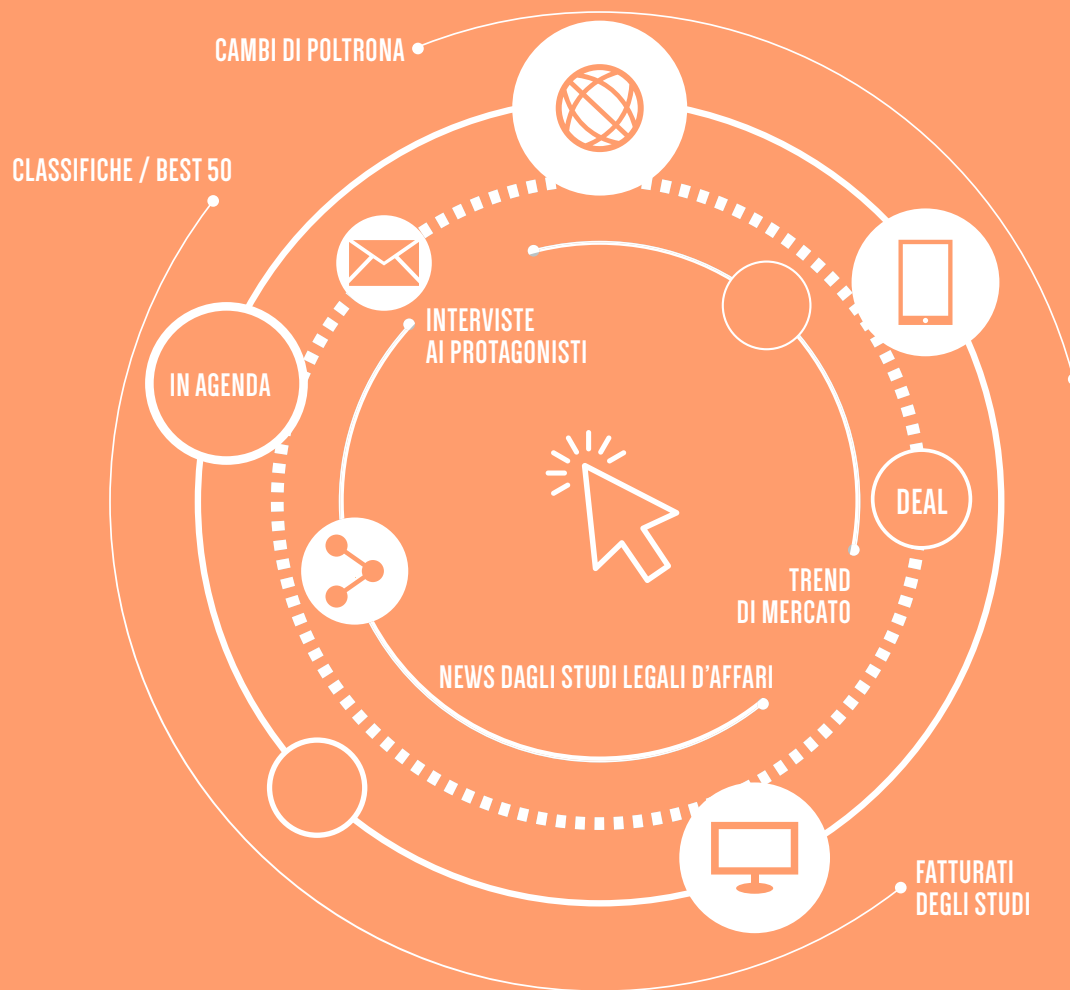 CAMBI DI POLTRONA
CLASSIFICHE / BEST 50
INTERVISTE
AI PROTAGONISTI
IN AGENDA
DEAL
TREND
DI MERCATO
NEWS DAGLI STUDI LEGALI D’AFFARI
FATTURATI
DEGLI STUDI